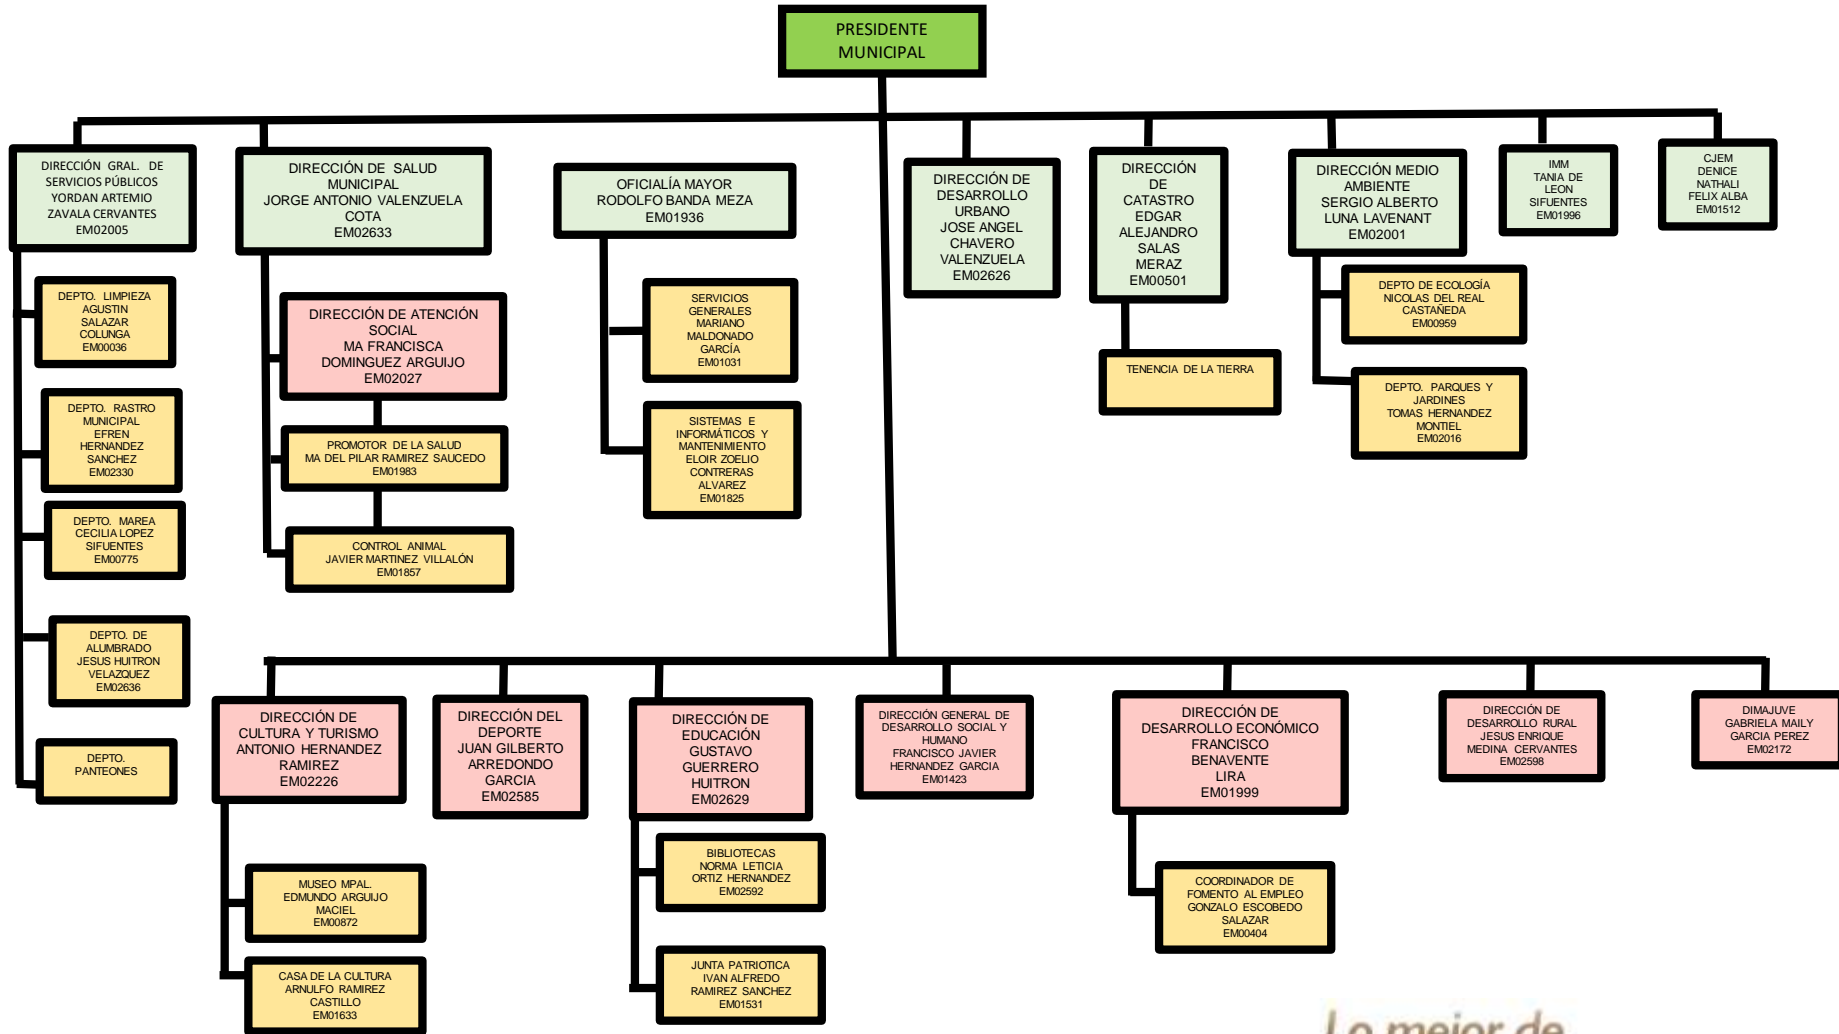 PRESIDENTE
MUNICIPAL
DIRECCIÓN GRAL. DE
SERVICIOS PÚBLICOS
YORDAN ARTEMIO
ZAVALA CERVANTES
EM02005
DIRECCIÓN DE SALUD
MUNICIPAL
JORGE ANTONIO VALENZUELA
COTA
EM02633
OFICIALÍA MAYOR
RODOLFO BANDA MEZA
EM01936
DIRECCIÓN DE
DESARROLLO
URBANO
JOSE ANGEL
CHAVERO
VALENZUELA
EM02626
DIRECCIÓN
DE
CATASTRO
EDGAR
ALEJANDRO
SALAS
MERAZ
EM00501
DIRECCIÓN MEDIO
AMBIENTE
SERGIO ALBERTO
LUNA LAVENANT
EM02001
IMM
TANIA DE
LEON
SIFUENTES
EM01996
CJEM
DENICE
NATHALI
FELIX ALBA
EM01512
DEPTO. LIMPIEZA
AGUSTIN
SALAZAR
COLUNGA
EM00036
DEPTO. RASTRO
MUNICIPAL
EFREN
HERNANDEZ
SANCHEZ
EM02330
DEPTO. MAREA
CECILIA LOPEZ
SIFUENTES
EM00775
DEPTO. DE
ALUMBRADO
JESUS HUITRON
VELAZQUEZ
EM02636
DEPTO.
PANTEONES
DIRECCIÓN DE ATENCIÓN
SOCIAL
MA FRANCISCA
DOMINGUEZ ARGUIJO
EM02027
PROMOTOR DE LA SALUD
MA DEL PILAR RAMIREZ SAUCEDO
EM01983
CONTROL ANIMAL
JAVIER MARTINEZ VILLALÓN
EM01857
SERVICIOS
GENERALES
MARIANO
MALDONADO
GARCÍA
EM01031
SISTEMAS E
INFORMÁTICOS Y
MANTENIMIENTO
ELOIR ZOELIO
CONTRERAS
ALVAREZ
EM01825
TENENCIA DE LA TIERRA
DEPTO DE ECOLOGÍA
NICOLAS DEL REAL
CASTAÑEDA
EM00959
DEPTO. PARQUES Y
JARDINES
TOMAS HERNANDEZ
MONTIEL
EM02016
DIRECCIÓN DE
CULTURA Y TURISMO
ANTONIO HERNANDEZ
RAMIREZ
EM02226
DIRECCIÓN DEL
DEPORTE
JUAN GILBERTO
ARREDONDO
GARCIA
EM02585
DIRECCIÓN DE
EDUCACIÓN
GUSTAVO
GUERRERO
HUITRON
EM02629
DIRECCIÓN GENERAL DE
DESARROLLO SOCIAL Y
HUMANO
FRANCISCO JAVIER
HERNANDEZ GARCIA
EM01423
DIRECCIÓN DE
DESARROLLO ECONÓMICO
FRANCISCO
BENAVENTE
LIRA
EM01999
DIRECCIÓN DE
DESARROLLO RURAL
JESUS ENRIQUE
MEDINA CERVANTES
EM02598
DIMAJUVE
GABRIELA MAILY
GARCIA PEREZ
EM02172
MUSEO MPAL.
EDMUNDO ARGUIJO
MACIEL
EM00872
CASA DE LA CULTURA
ARNULFO RAMIREZ
CASTILLO
EM01633
BIBLIOTECAS
NORMA LETICIA
ORTIZ HERNANDEZ
EM02592
JUNTA PATRIOTICA
IVAN ALFREDO
RAMIREZ SANCHEZ
EM01531
COORDINADOR DE
FOMENTO AL EMPLEO
GONZALO ESCOBEDO
SALAZAR
EM00404
Lo mejor de